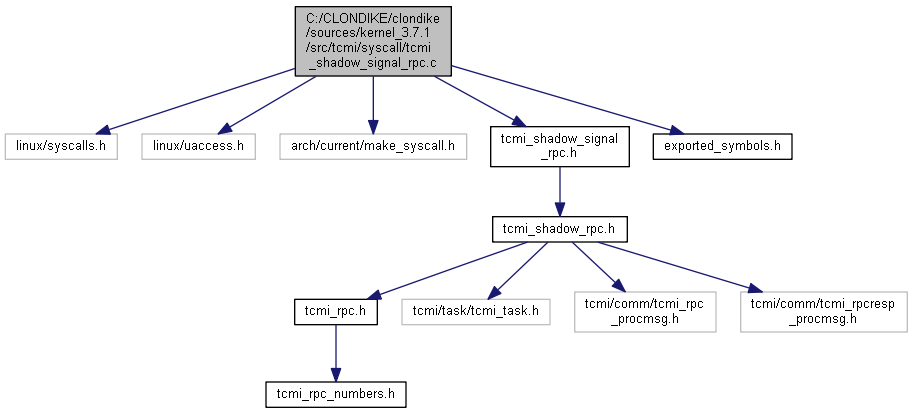 C:/CLONDIKE/clondike
/sources/kernel_3.7.1
/src/tcmi/syscall/tcmi
_shadow_signal_rpc.c
linux/syscalls.h
linux/uaccess.h
arch/current/make_syscall.h
tcmi_shadow_signal
_rpc.h
exported_symbols.h
tcmi_shadow_rpc.h
tcmi_rpc.h
tcmi/task/tcmi_task.h
tcmi/comm/tcmi_rpc
_procmsg.h
tcmi/comm/tcmi_rpcresp
_procmsg.h
tcmi_rpc_numbers.h